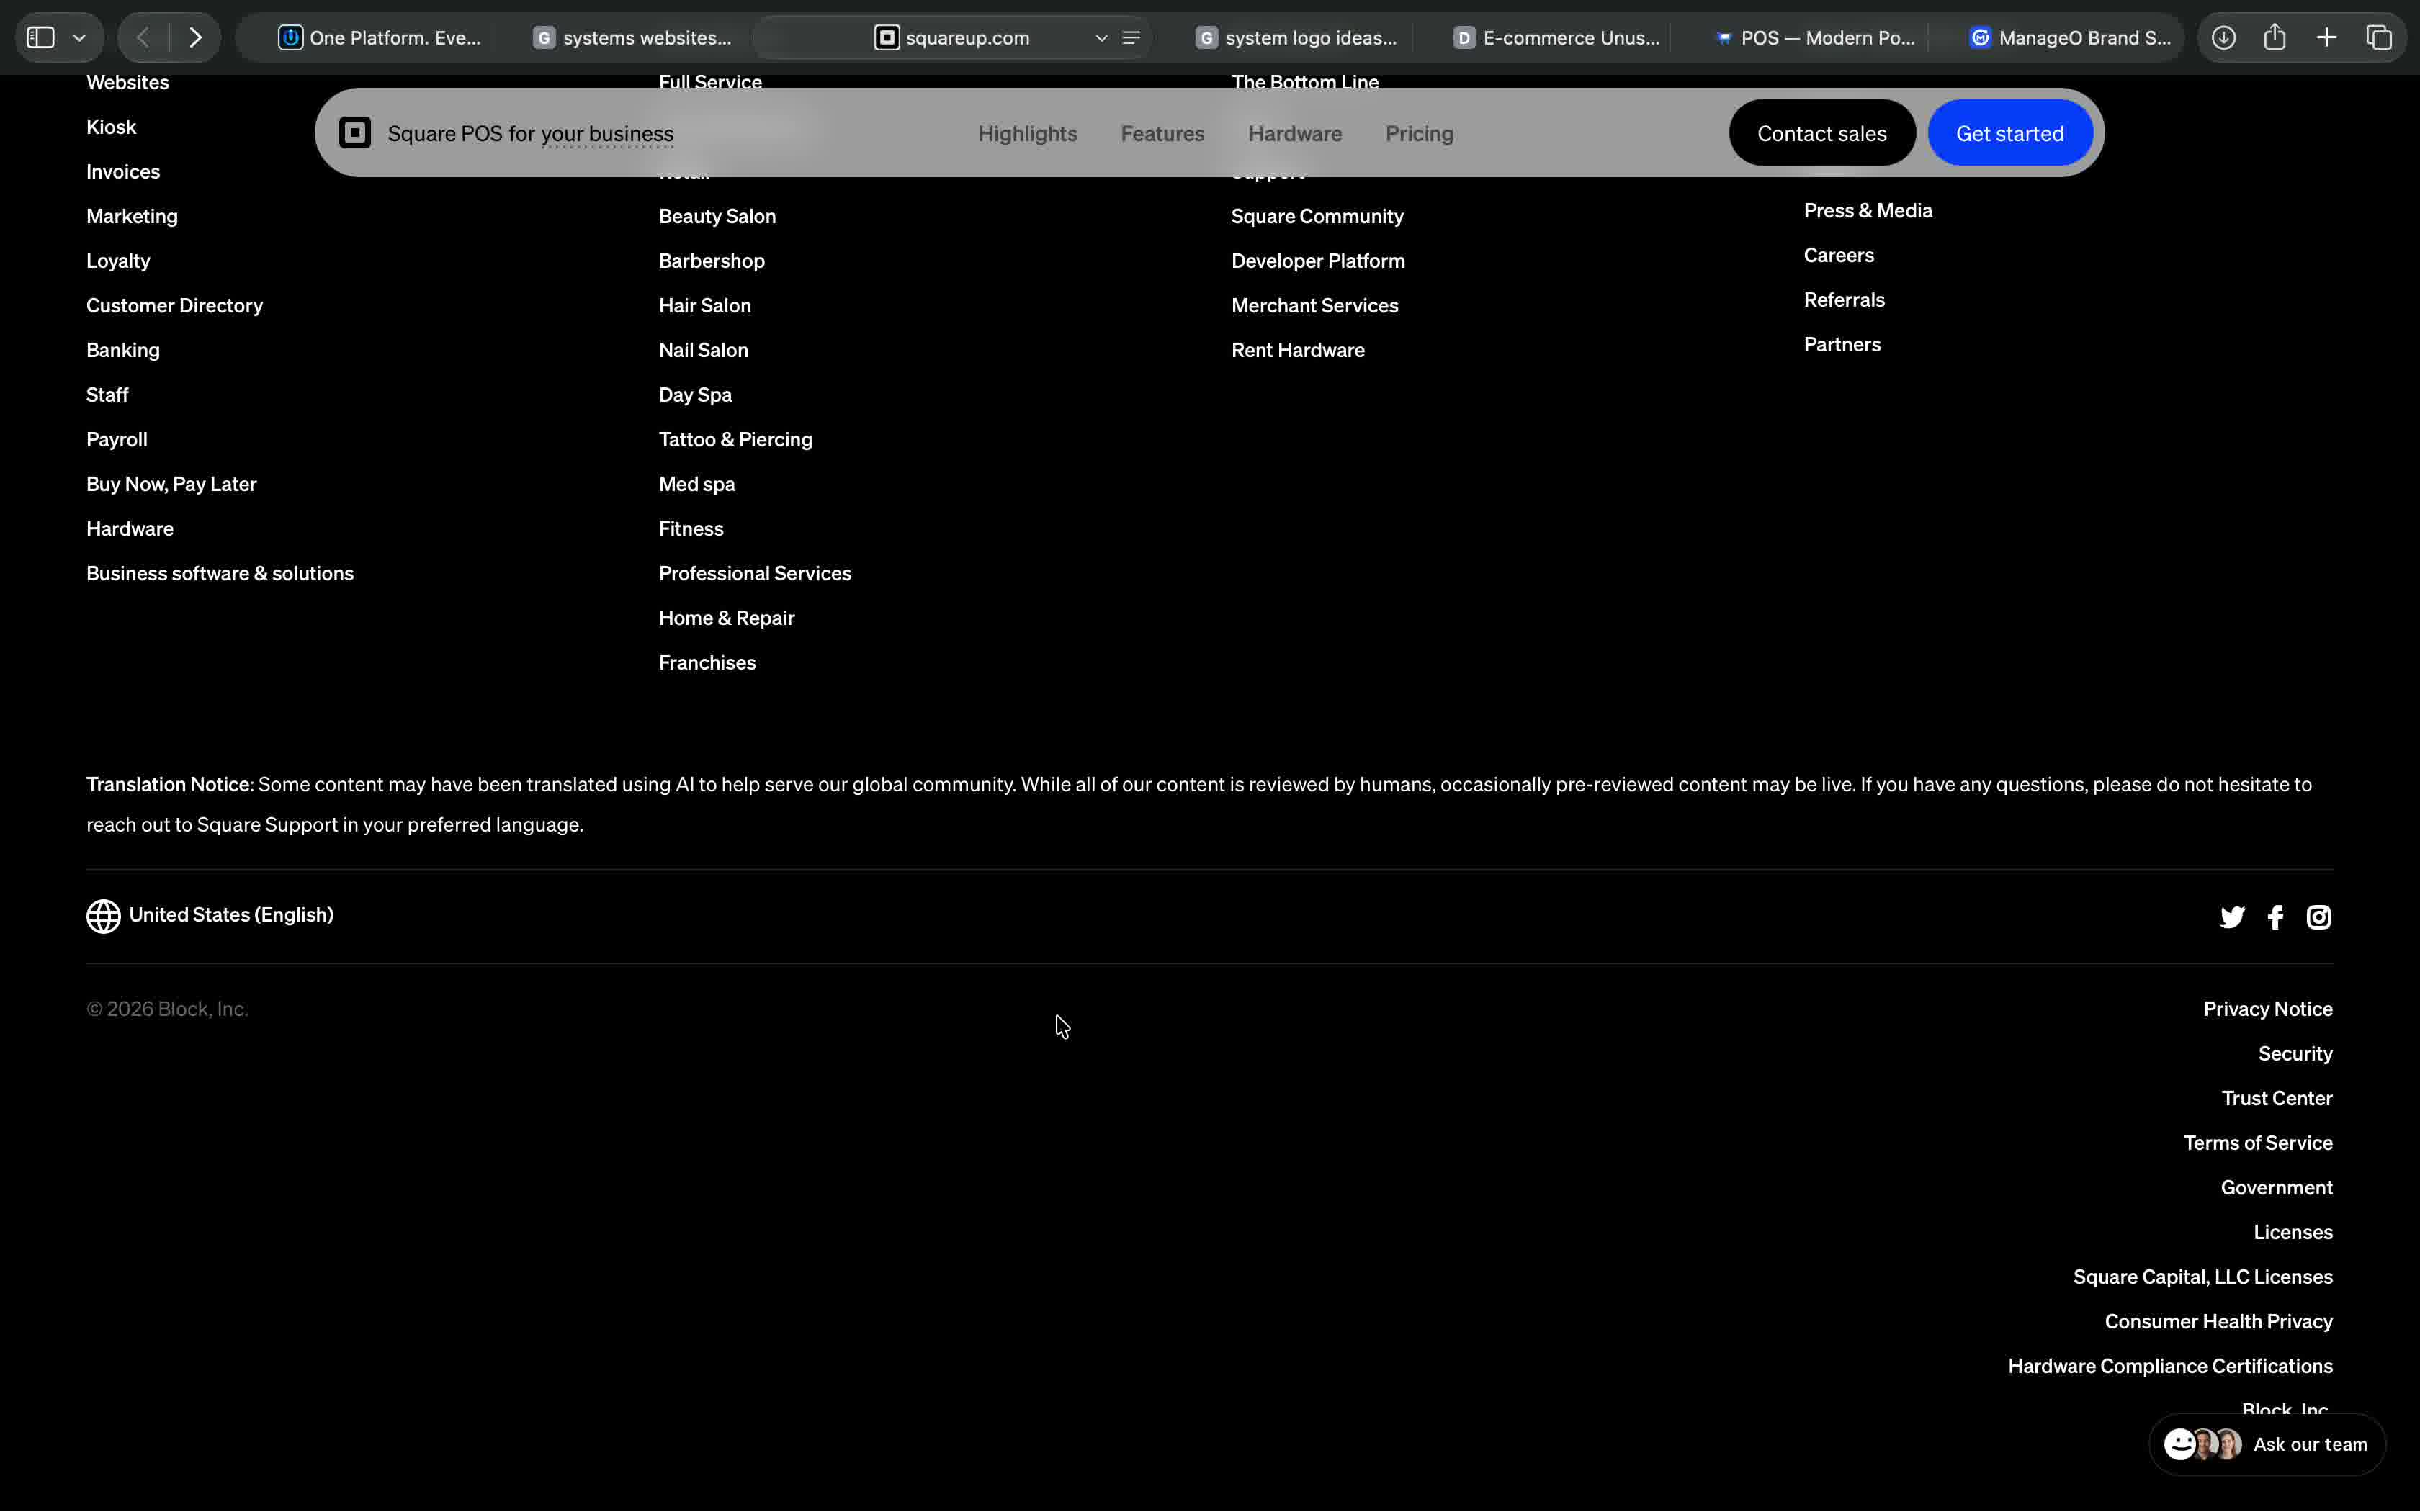 One Platform. Eve...
systems websites...
squareup.com
system logo ideas...
E-commerce Unus...
POS — Modern Po...
ManageO Brand S...
Square POS for your business
Highlights
Features
Hardware
Pricing
Contact sales
Get started
Websites
Kiosk
Invoices
Marketing
Loyalty
Customer Directory
Banking
Staff
Payroll
Buy Now, Pay Later
Hardware
Business software & solutions
Full Service
Beauty Salon
Barbershop
Hair Salon
Nail Salon
Day Spa
Tattoo & Piercing
Med spa
Fitness
Professional Services
Home & Repair
Franchises
The Bottom Line
Support
Square Community
Developer Platform
Merchant Services
Rent Hardware
Press & Media
Careers
Referrals
Partners
Translation Notice: Some content may have been translated using AI to help serve our global community. While all of our content is reviewed by humans, occasionally pre-reviewed content may be live. If you have any questions, please do not hesitate to
reach out to Square Support in your preferred language.
United States (English)
© 2026 Block, Inc.
Privacy Notice
Security
Trust Center
Terms of Service
Government
Licenses
Square Capital, LLC Licenses
Consumer Health Privacy
Hardware Compliance Certifications
Block, Inc.
Ask our team